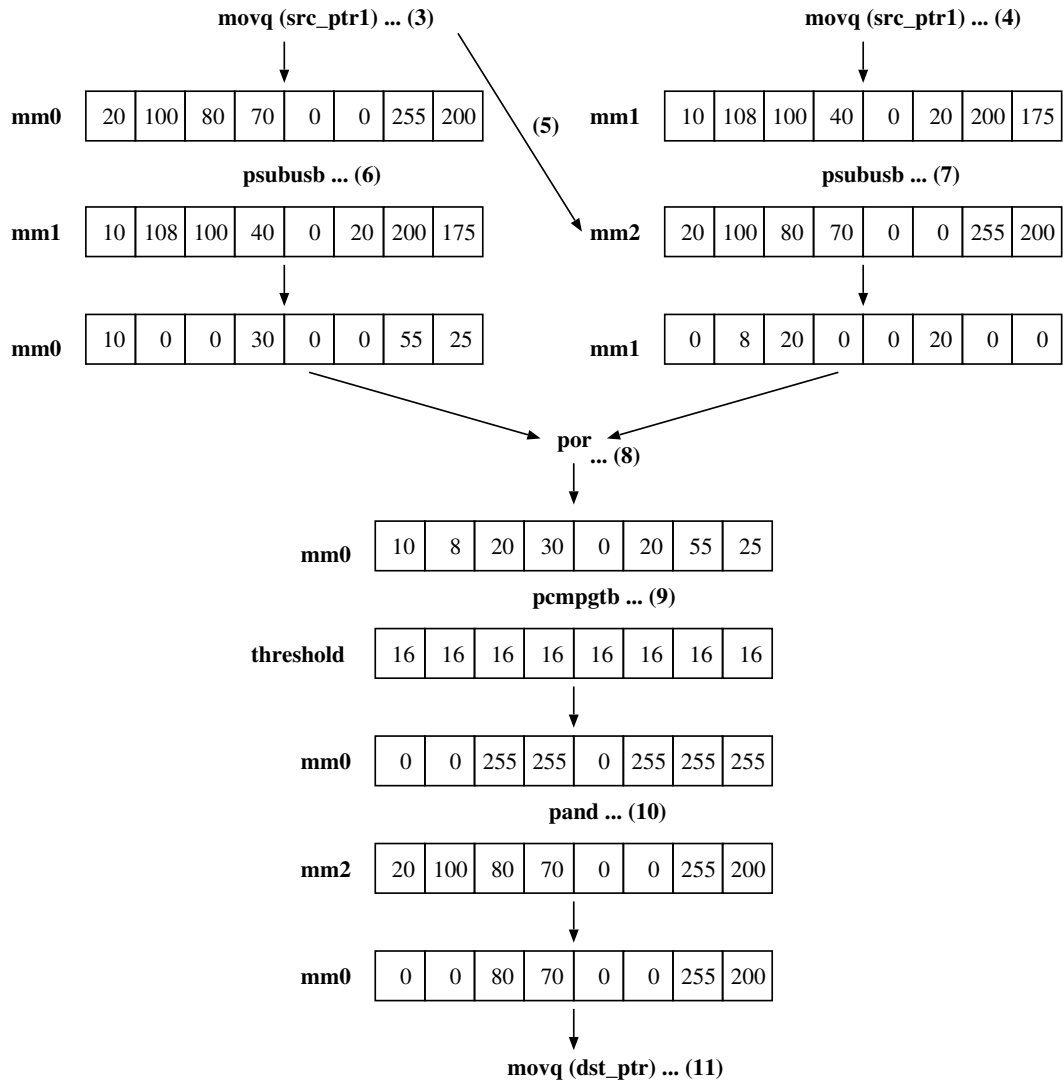 movq (src_ptr1) ... (3) movq (src_ptr1) ... (4)
mm0 20 100 80 70 0 0 255 200 (5) mm1 10 108 100 40 0 20 200 175
psubusb ... (6) psubusb ... (7)
mm1 10 108 100 40 0 20 200 175 mm2 20 100 80 70 0 0 255 200
mm0 10 0 0 30 0 0 55 25 mm1 0 8 20 0 0 20 0 0
por
... (8)
mm0 10 8 20 30 0 20 55 25
pcmpgtb ... (9)
threshold 16 16 16 16 16 16 16 16
mm0 0 0 255 255 0 255 255 255
pand ... (10)
mm2 20 100 80 70 0 0 255 200
mm0 0 0 80 70 0 0 255 200
movq (dst_ptr) ... (11)